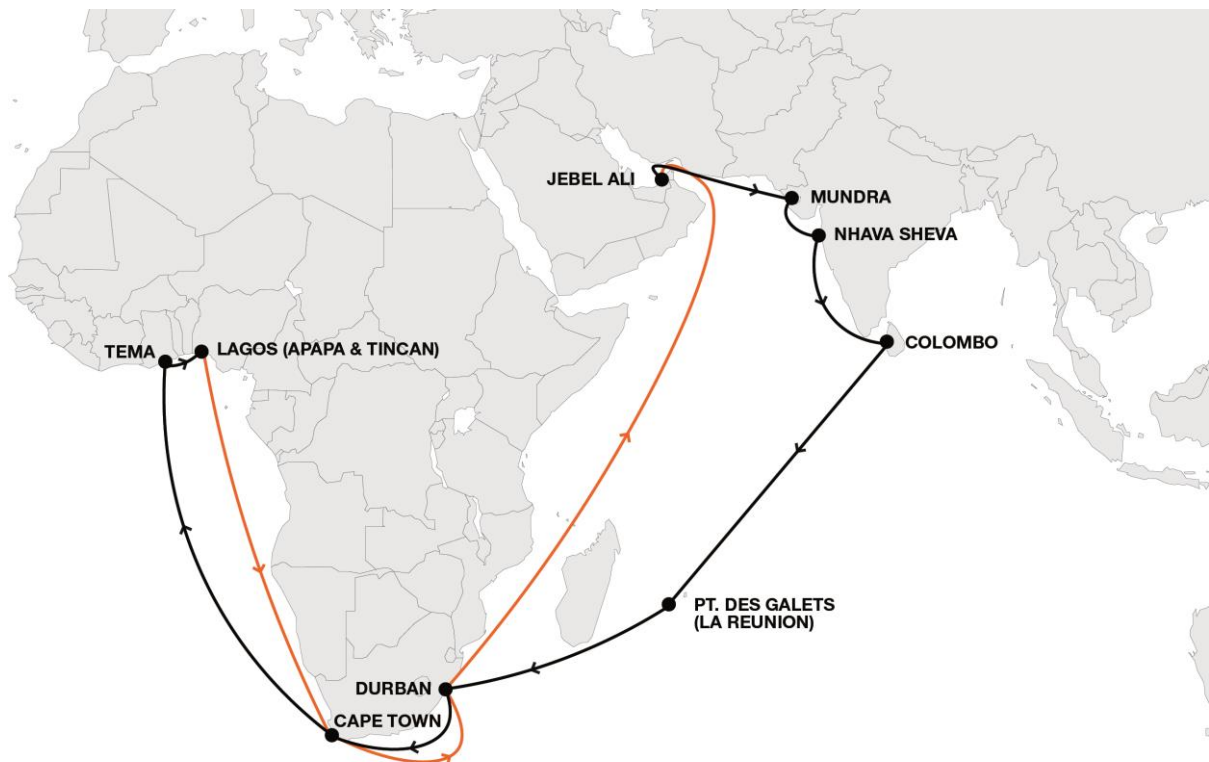 JEBEL ALI
MUNDRA
NHAVA SHEVA
TEMA
LAGOS (APAPA & TINCAN)
COLOMBO
PT. DES GALETS
(LA REUNION)
DURBAN
CAPE TOWN